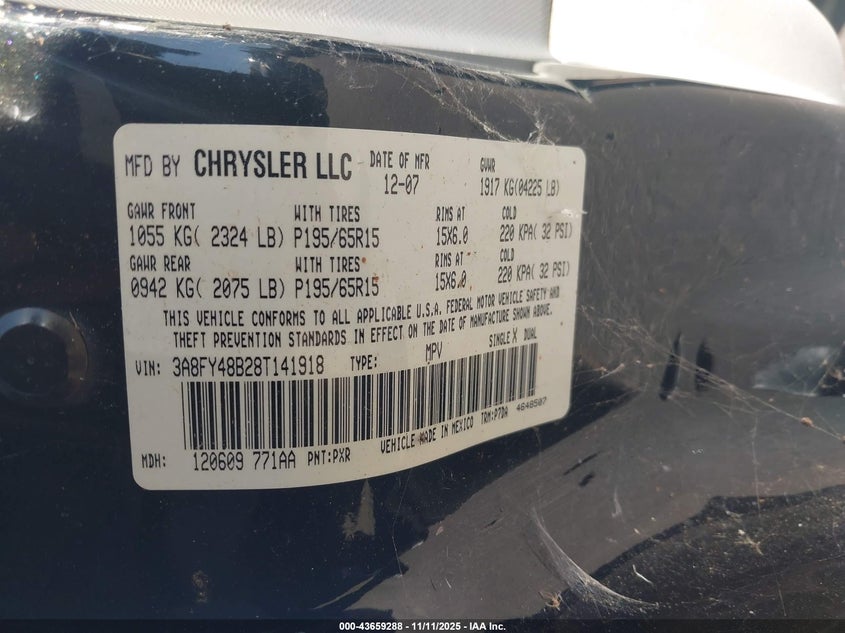 MFD BY CHRYSLER LLC DATE OF MFR 12-07 GVWR 1917 KG(04225 LB)
GAWR FRONT WITH TIRES RIMS AT COLD
1055 KG( 2324 LB) P195/65R15 15X6.0 220 KPA( 32 PSI)
GAWR REAR WITH TIRES RIMS AT COLD
0942 KG( 2075 LB) P195/65R15 15X6.0 220 KPA( 32 PSI)
THIS VEHICLE CONFORMS TO ALL APPLICABLE U.S.A. FEDERAL MOTOR VEHICLE SAFETY AND
THEFT PREVENTION STANDARDS IN EFFECT ON THE DATE OF MANUFACTURE SHOWN ABOVE.
VIN: 3A8FY48B28T141918 TYPE: MPV SINGLE X DUAL
VEHICLE MADE IN MEXICO TRM:P7DA 4648507
MDH: 120609 771AA PNT:PXR
000-43659288 - 11/11/2025 - IAA Inc.